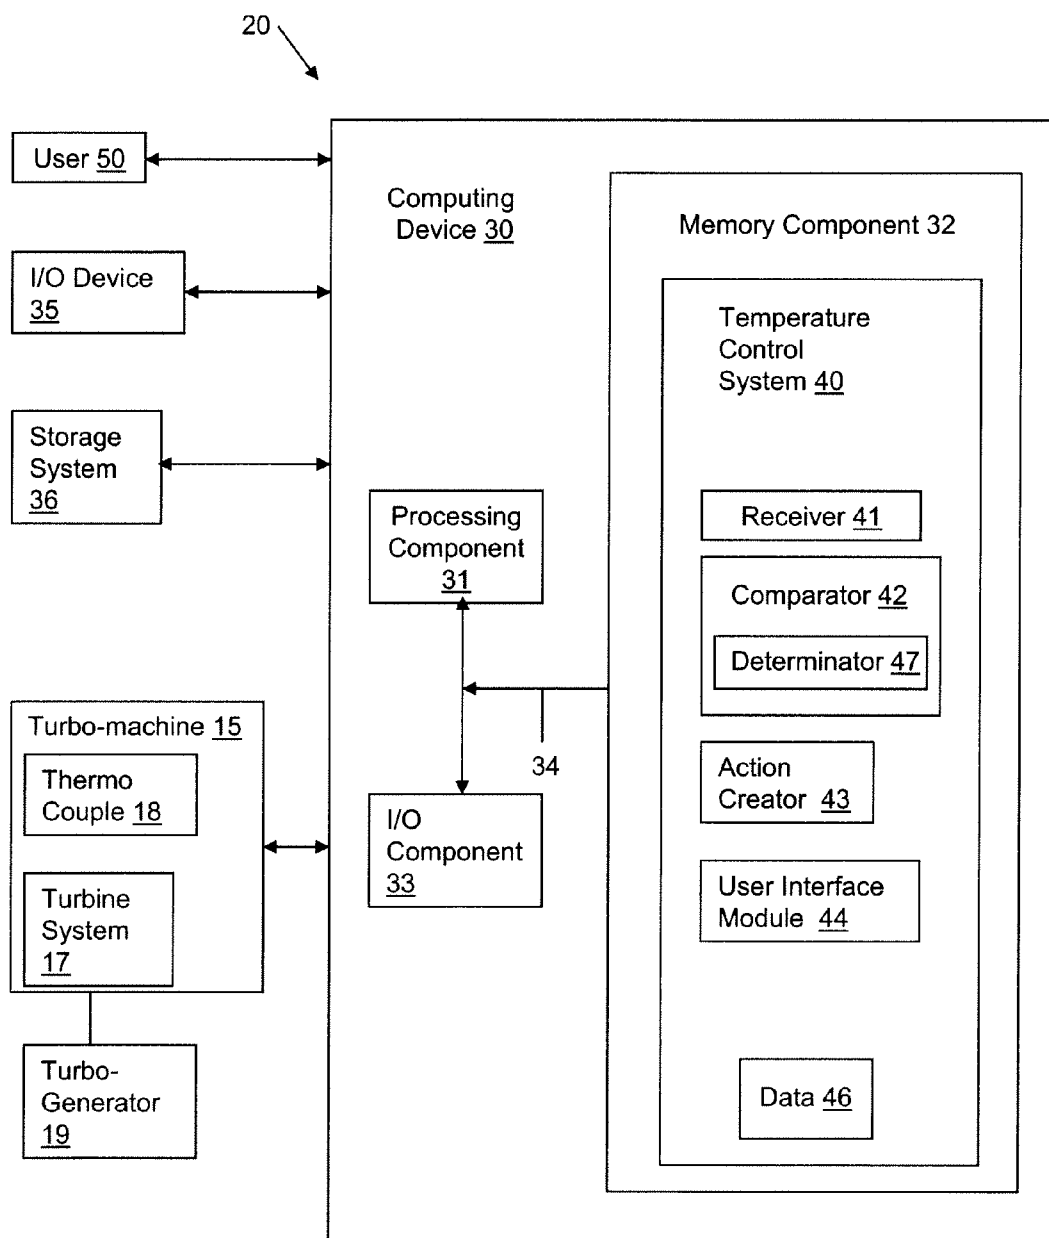 20
User 50
I/O Device
35
Storage
System
36
Turbo-machine 15
Thermo
Couple 18
Turbine
System
17
Turbo-
Generator
19
Computing
Device 30
Processing
Component
31
34
I/O
Component
33
Memory Component 32
Temperature
Control
System 40
Receiver 41
Comparator 42
Determinator 47
Action
Creator 43
User Interface
Module 44
Data 46